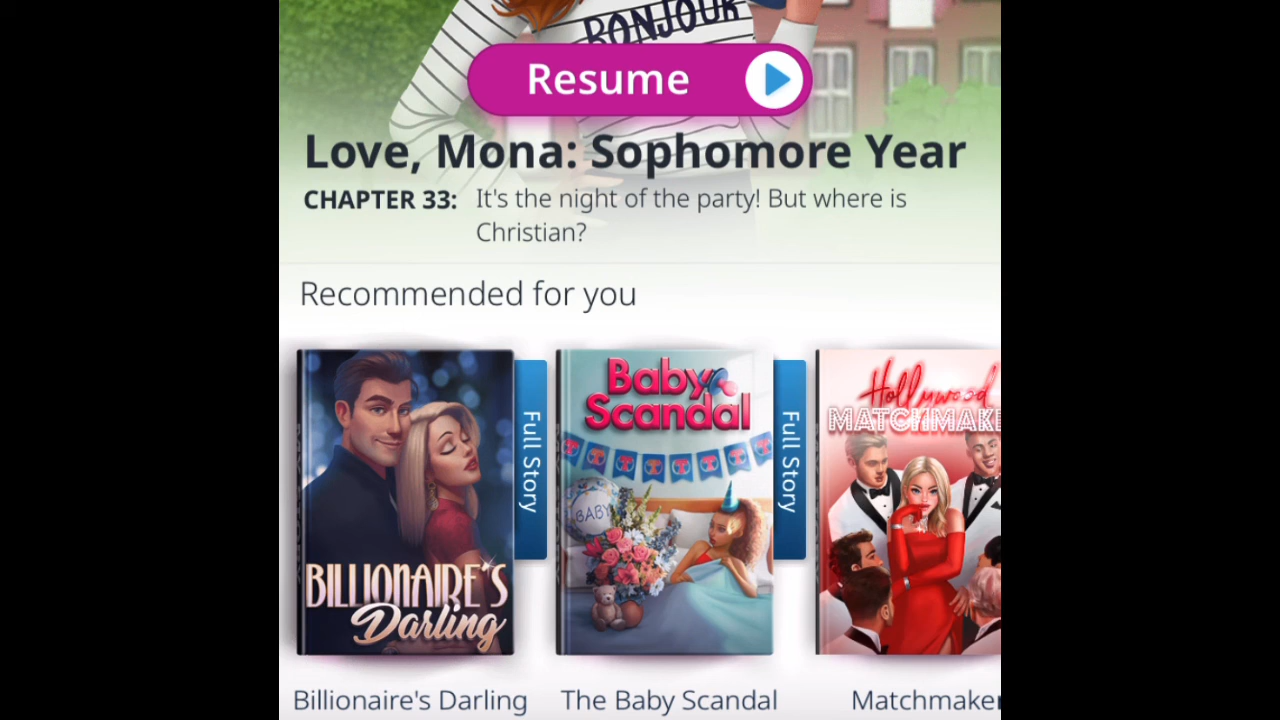 BONJOUR
Resume
Love, Mona: Sophomore Year
CHAPTER 33: It's the night of the party! But where is
Christian?
Recommended for you
Baby
Scandal
Full Story
BABY
BILLIONAIRE'S
Darling
Full Story
Hollywood
MATCHMAKE
Billionaire's Darling
The Baby Scandal
Matchmaker